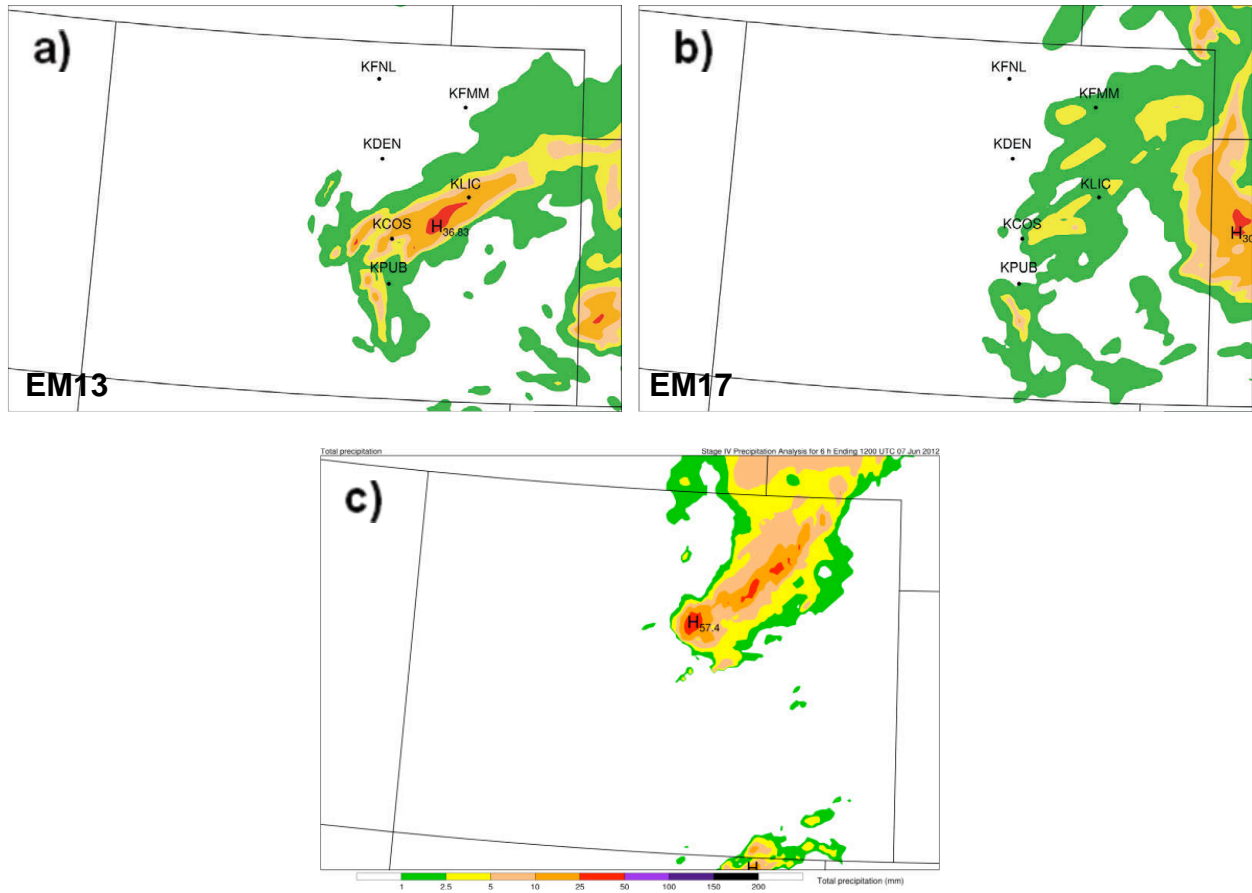 a)
KFNL
KFMM
KDEN
KLIC
KCOS
H36.83
KPUB
EM13
b)
KFNL
KFMM
KDEN
KLIC
KCOS
H30
KPUB
EM17
Total precipitation Stage IV Precipitation Analysis for 6 h Ending 1200 UTC 07 Jun 2012
c)
H57.4
H
1 2.5 5 10 25 50 100 150 200 Total precipitation (mm)